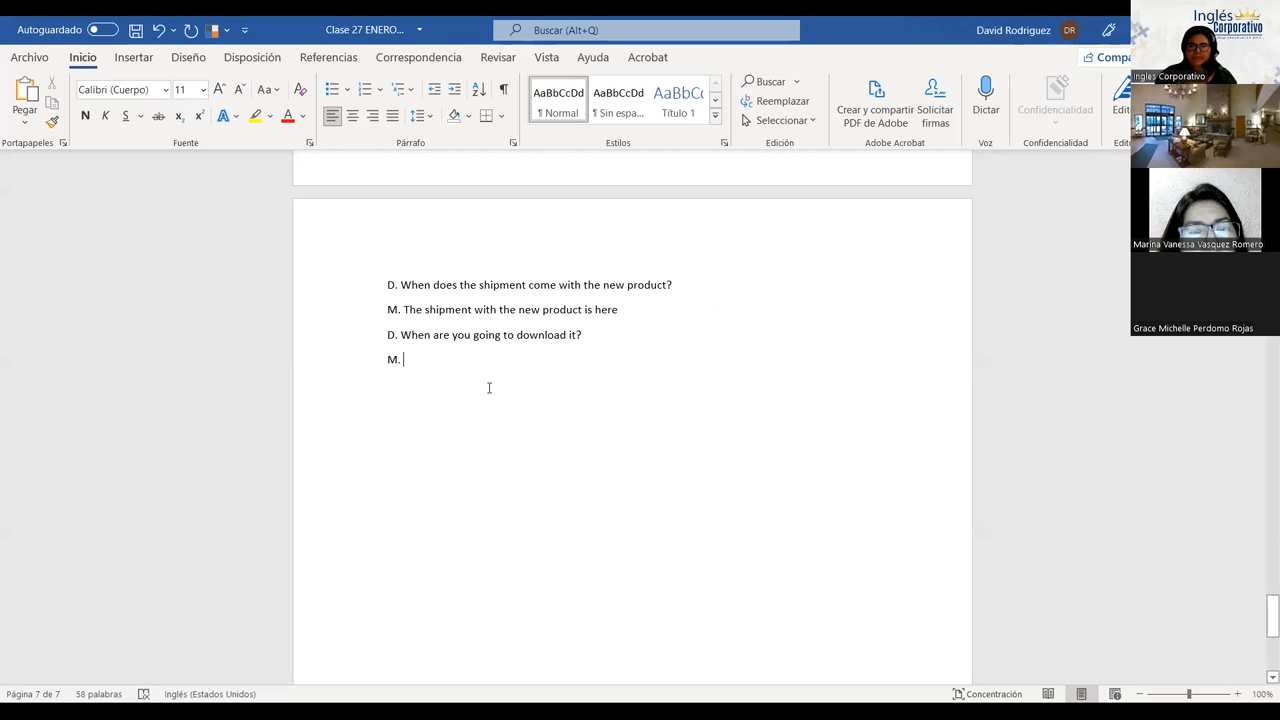 Autoguardado
Clase 27 ENERO...
Buscar (Alt+Q)
David Rodriguez
DR
Archivo
Inicio
Insertar
Diseño
Disposición
Referencias
Correspondencia
Revisar
Vista
Ayuda
Acrobat
Compa
Pegar
Portapapeles
Calibri (Cuerpo)
11
Fuente
Párrafo
AaBbCcDd
¶ Normal
AaBbCcDd
¶ Sin espa...
AaBbCc
Título 1
Estilos
Buscar
Reemplazar
Seleccionar
Edición
Crear y compartir
PDF de Adobe
Solicitar
firmas
Adobe Acrobat
Dictar
Voz
Confidencialidad
Confidencialidad
Edito
Inglés
Corporativo
Ingles Corporativo
Marina Vanessa Vasquez Romero
Grace Michelle Perdomo Rojas
D. When does the shipment come with the new product?
M. The shipment with the new product is here
D. When are you going to download it?
M.
Página 7 de 7
58 palabras
Inglés (Estados Unidos)
Concentración
100%